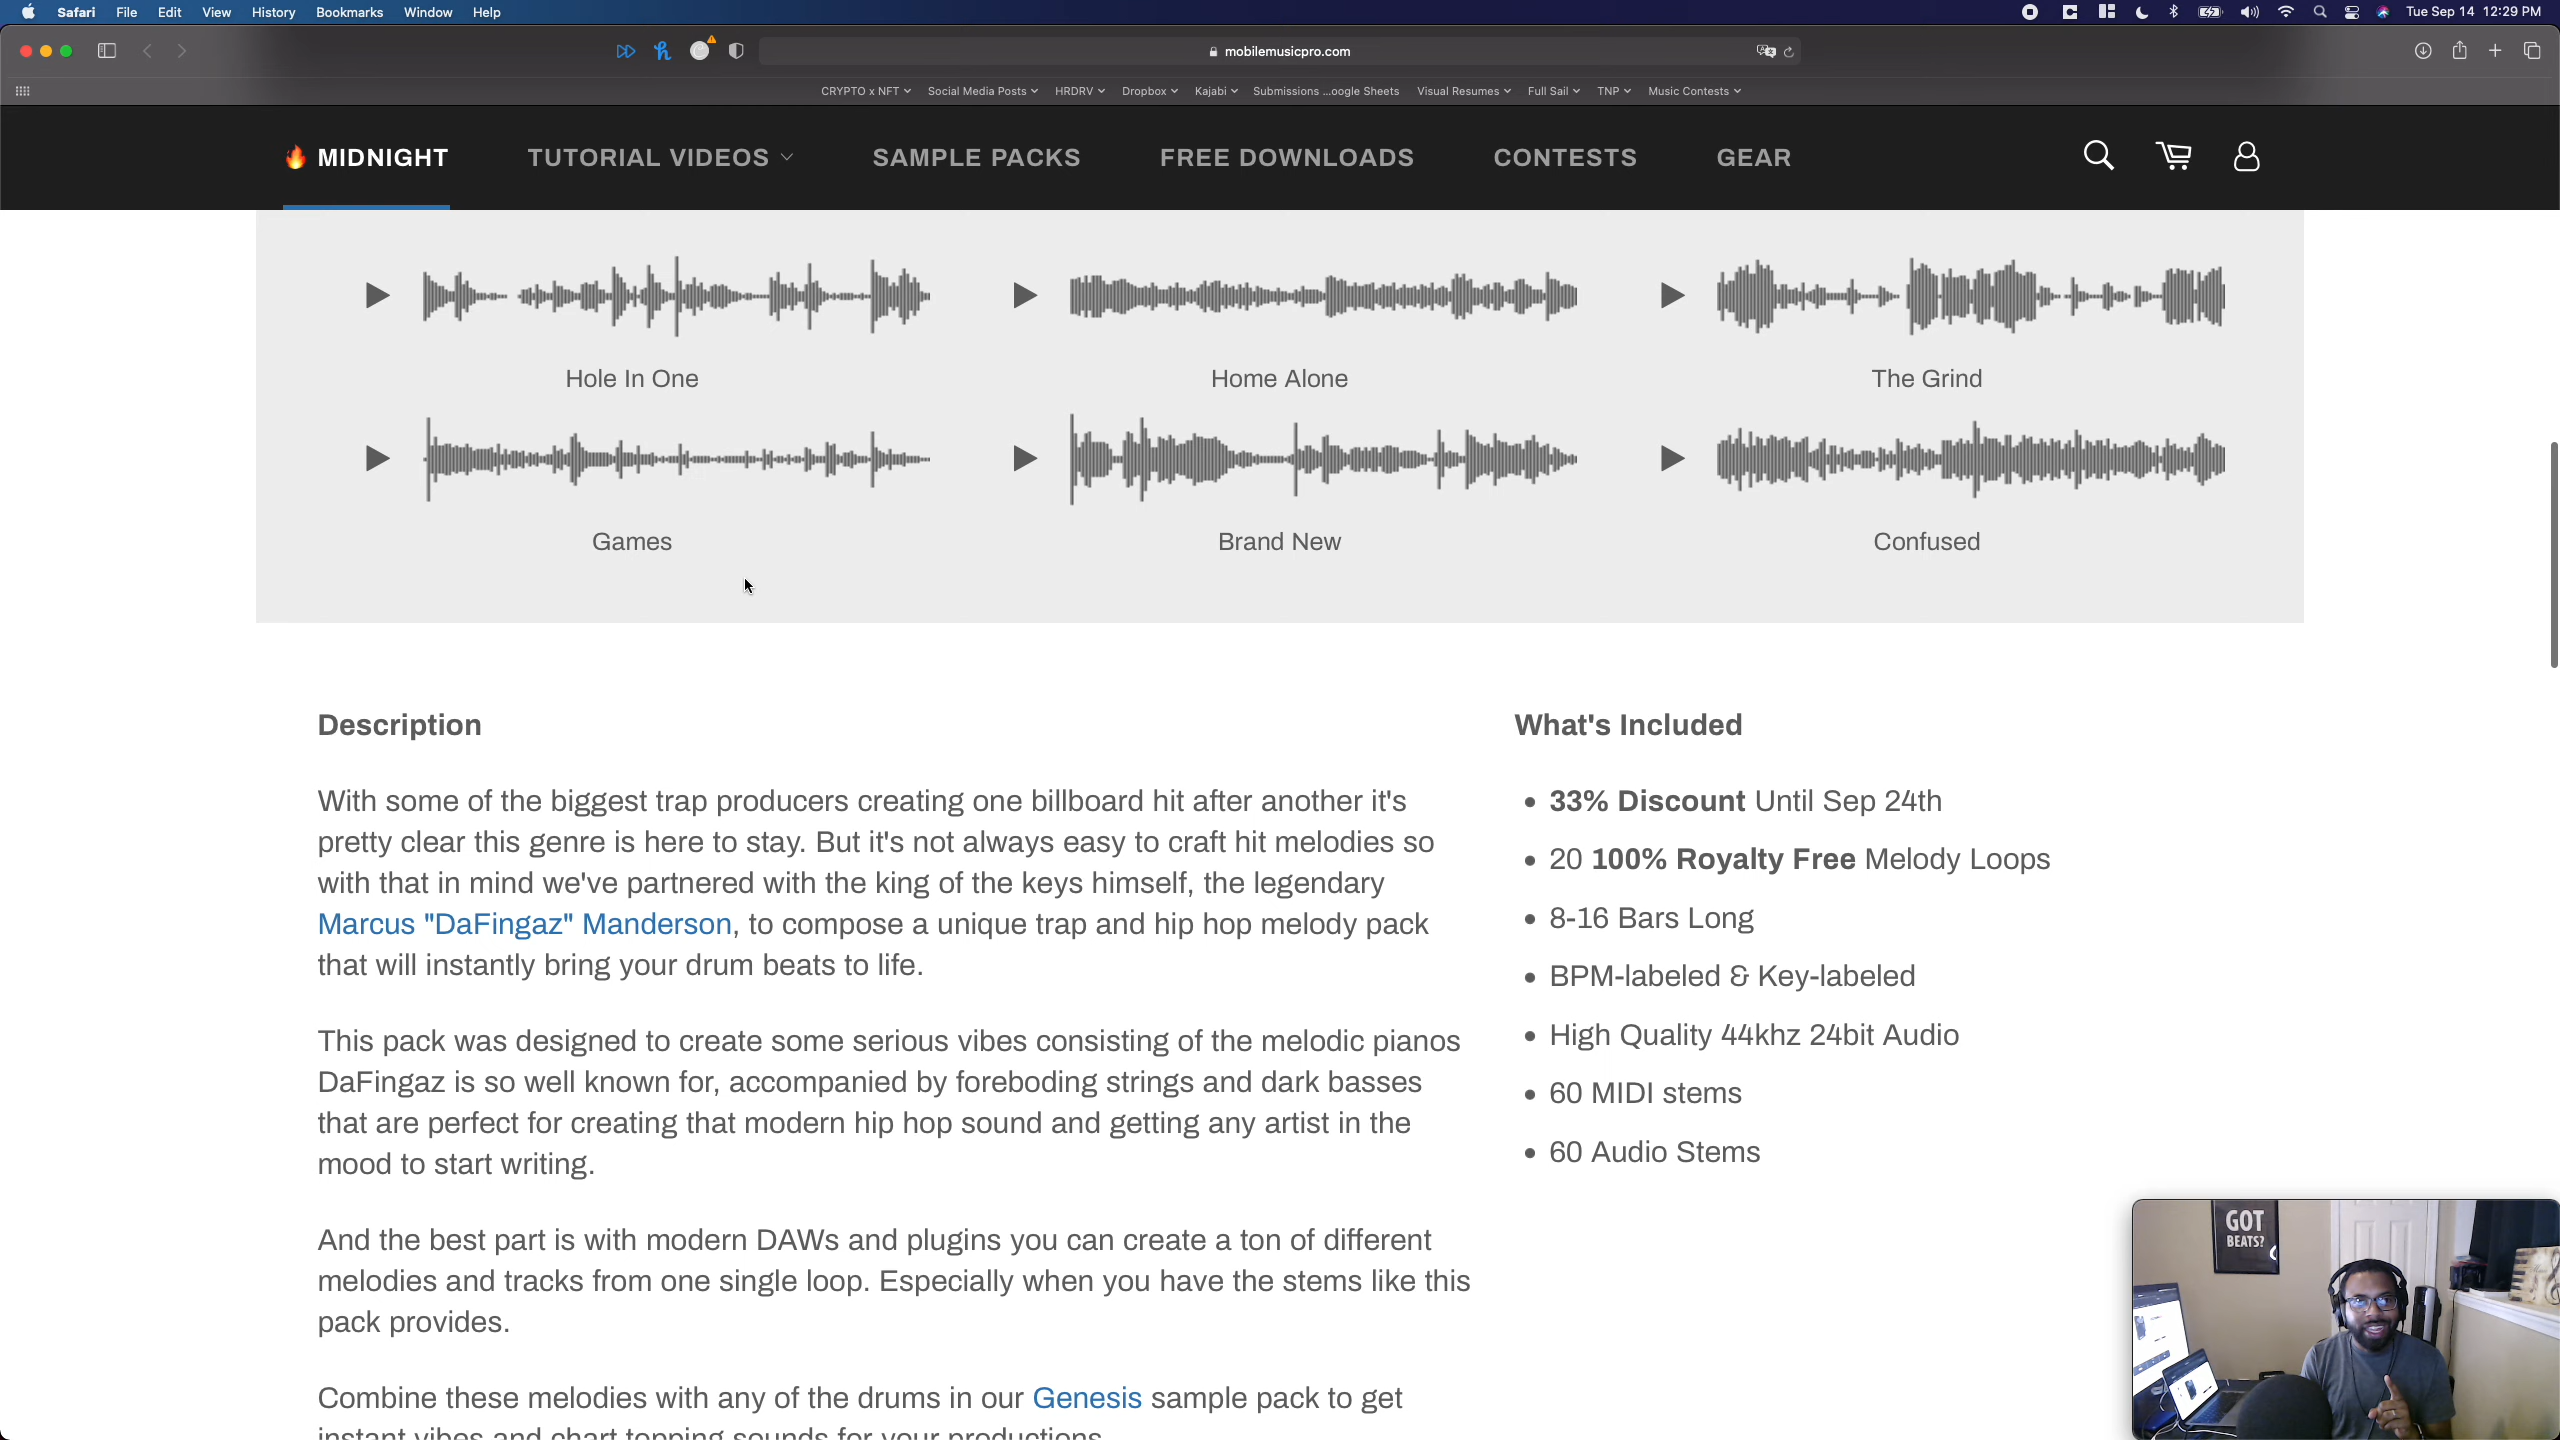 Safari File Edit View History Bookmarks Window Help Tue Sep 14 12:29 PM
mobilemusicpro.com
CRYPTO x NFT Social Media Posts HRDRV Dropbox Kajabi Submissions ...oogle Sheets Visual Resumes Full Sail TNP Music Contests
🔥 MIDNIGHT TUTORIAL VIDEOS SAMPLE PACKS FREE DOWNLOADS CONTESTS GEAR
Hole In One Home Alone The Grind
Games Brand New Confused
Description
With some of the biggest trap producers creating one billboard hit after another it's
pretty clear this genre is here to stay. But it's not always easy to craft hit melodies so
with that in mind we've partnered with the king of the keys himself, the legendary
Marcus "DaFingaz" Manderson, to compose a unique trap and hip hop melody pack
that will instantly bring your drum beats to life.
This pack was designed to create some serious vibes consisting of the melodic pianos
DaFingaz is so well known for, accompanied by foreboding strings and dark basses
that are perfect for creating that modern hip hop sound and getting any artist in the
mood to start writing.
And the best part is with modern DAWs and plugins you can create a ton of different
melodies and tracks from one single loop. Especially when you have the stems like this
pack provides.
Combine these melodies with any of the drums in our Genesis sample pack to get
instant vibes and chart topping sounds for your productions.
What's Included
33% Discount Until Sep 24th
20 100% Royalty Free Melody Loops
8-16 Bars Long
BPM-labeled & Key-labeled
High Quality 44khz 24bit Audio
60 MIDI stems
60 Audio Stems
GOT
BEATS?